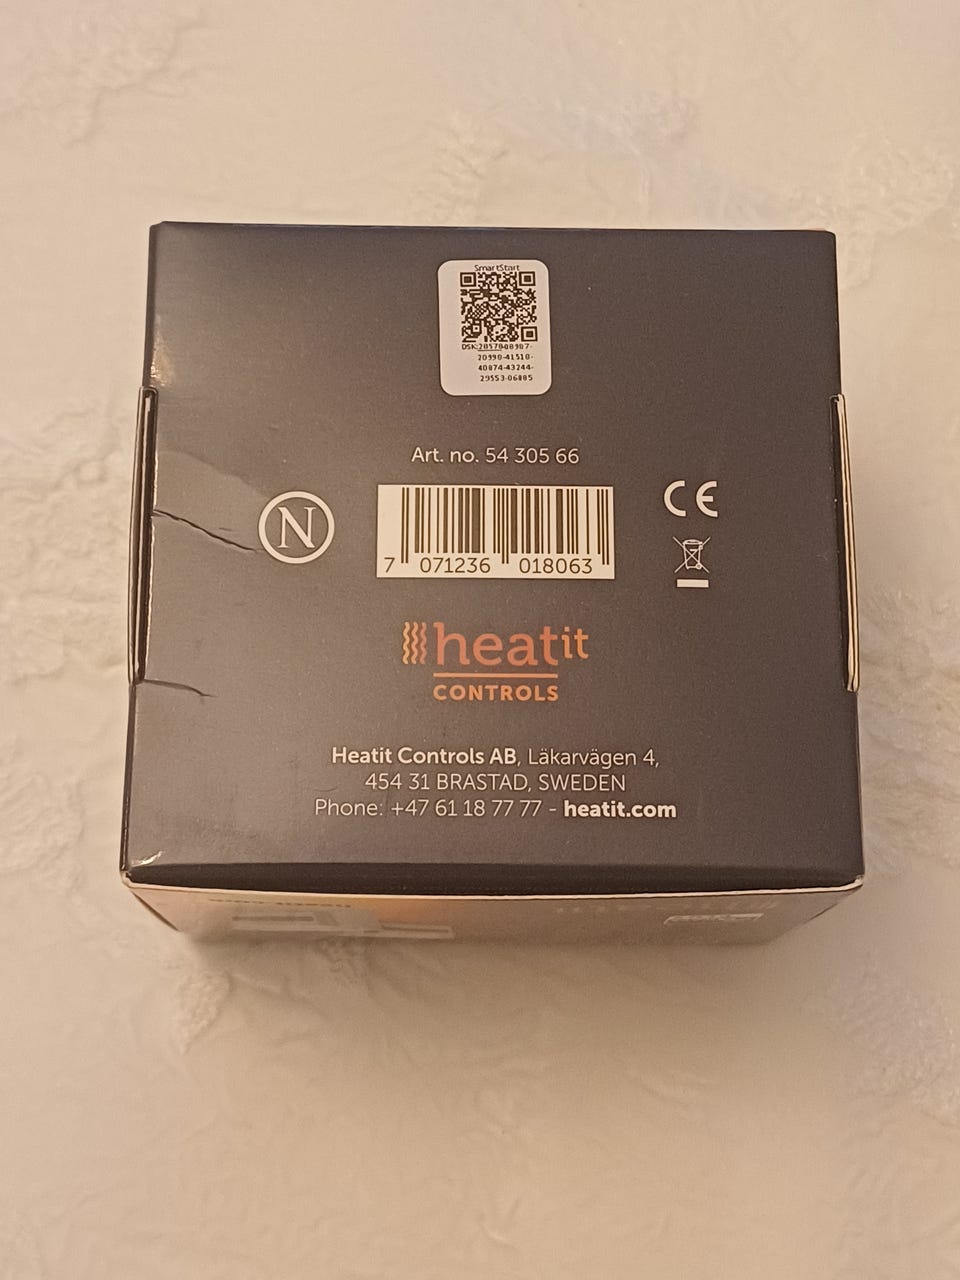 SmartStart
DSK:20570-08987-
20990-41510-
40874-43244-
29553-06885
Art. no. 54 305 66
N
CE
7 071236 018063
heatit
CONTROLS
Heatit Controls AB, Läkarvägen 4,
454 31 BRASTAD, SWEDEN
Phone: +47 61 18 77 77 - heatit.com